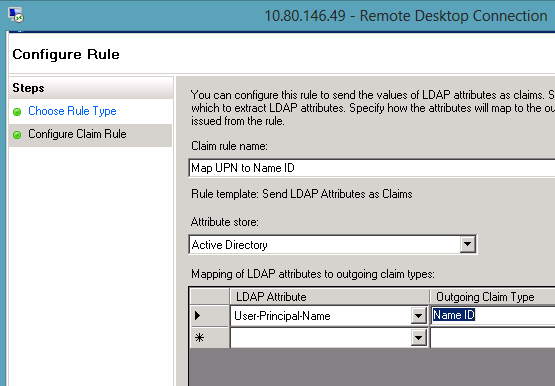 10.80.146.49 - Remote Desktop Connection
Configure Rule
Steps
Choose Rule Type
Configure Claim Rule
You can configure this rule to send the values of LDAP attributes as claims. S
which to extract LDAP attributes. Specify how the attributes will map to the ou
issued from the rule.
Claim rule name:
Map UPN to Name ID
Rule template: Send LDAP Attributes as Claims
Attribute store:
Active Directory
Mapping of LDAP attributes to outgoing claim types:
LDAP Attribute Outgoing Claim Type
User-Principal-Name Name ID